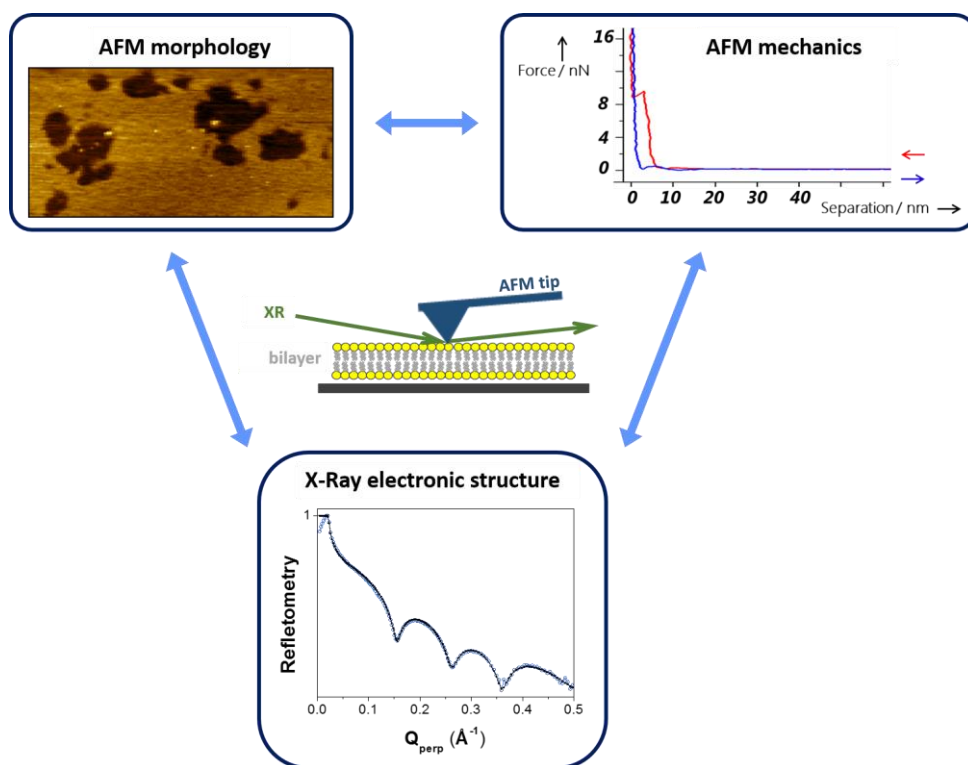 AFM morphology
AFM mechanics
Force / nN
16
8
4
0
0 10 20 30 40
Separation / nm
AFM tip
XR
bilayer
X-Ray electronic structure
1
Refletometry
0.0 0.1 0.2 0.3 0.4 0.5
Qperp (Å-1)